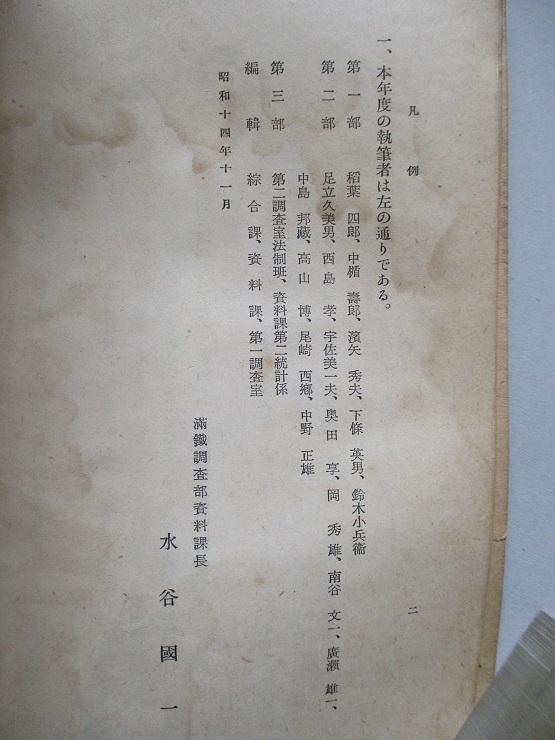 凡例
二
一、本年度の執筆者は左の通りである。
第一部 稻葉四郎、中楯壽郎、濱矢秀夫、下條英男、鈴木小兵衞
第二部 足立久美男、西島孝、宇佐美一夫、奥田享、岡秀雄、南谷文一、廣瀬雄一、
中島邦藏、高山博、尾崎西郷、中野正雄
第三部 第二調査室法制班、資料課第二統計係
編輯 綜合課、資料課、第一調査室
昭和十四年十一月
滿鐵調査部資料課長
水谷國一